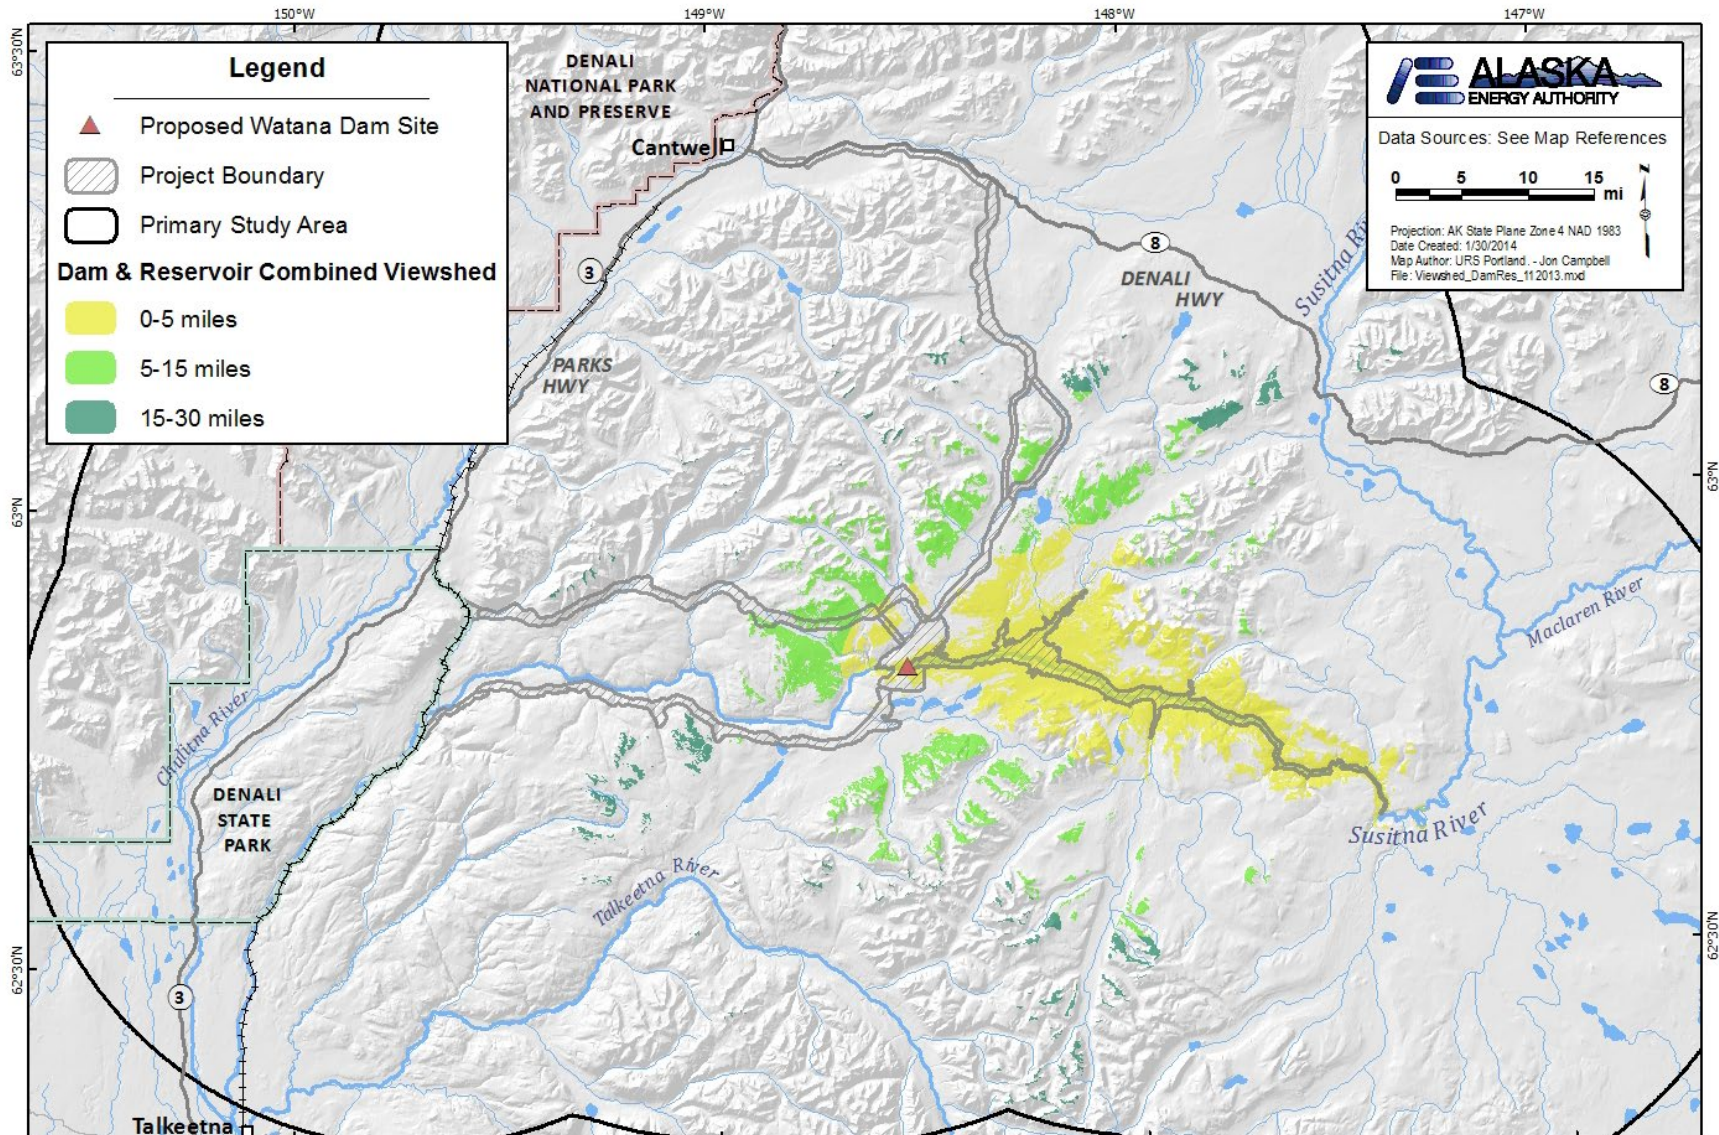 150°W
149°W
148°W
147°W
63°30'N
63°N
62°30'N
63°N
62°30'N
Legend
Proposed Watana Dam Site
Project Boundary
Primary Study Area
Dam & Reservoir Combined Viewshed
0-5 miles
5-15 miles
15-30 miles
ALASKA
ENERGY AUTHORITY
Data Sources: See Map References
0 5 10 15
mi
N
Projection: AK State Plane Zone 4 NAD 1983
Date Created: 1/30/2014
Map Author: URS Portland. - Jon Campbell
File: Viewshed_DamRes_112013.mxd
DENALI
NATIONAL PARK
AND PRESERVE
Cantwell
3
PARKS
HWY
8
DENALI
HWY
Susitna Riv
8
Maclaren River
Chulitna River
DENALI
STATE
PARK
Susitna River
Talkeetna River
3
Talkeetna